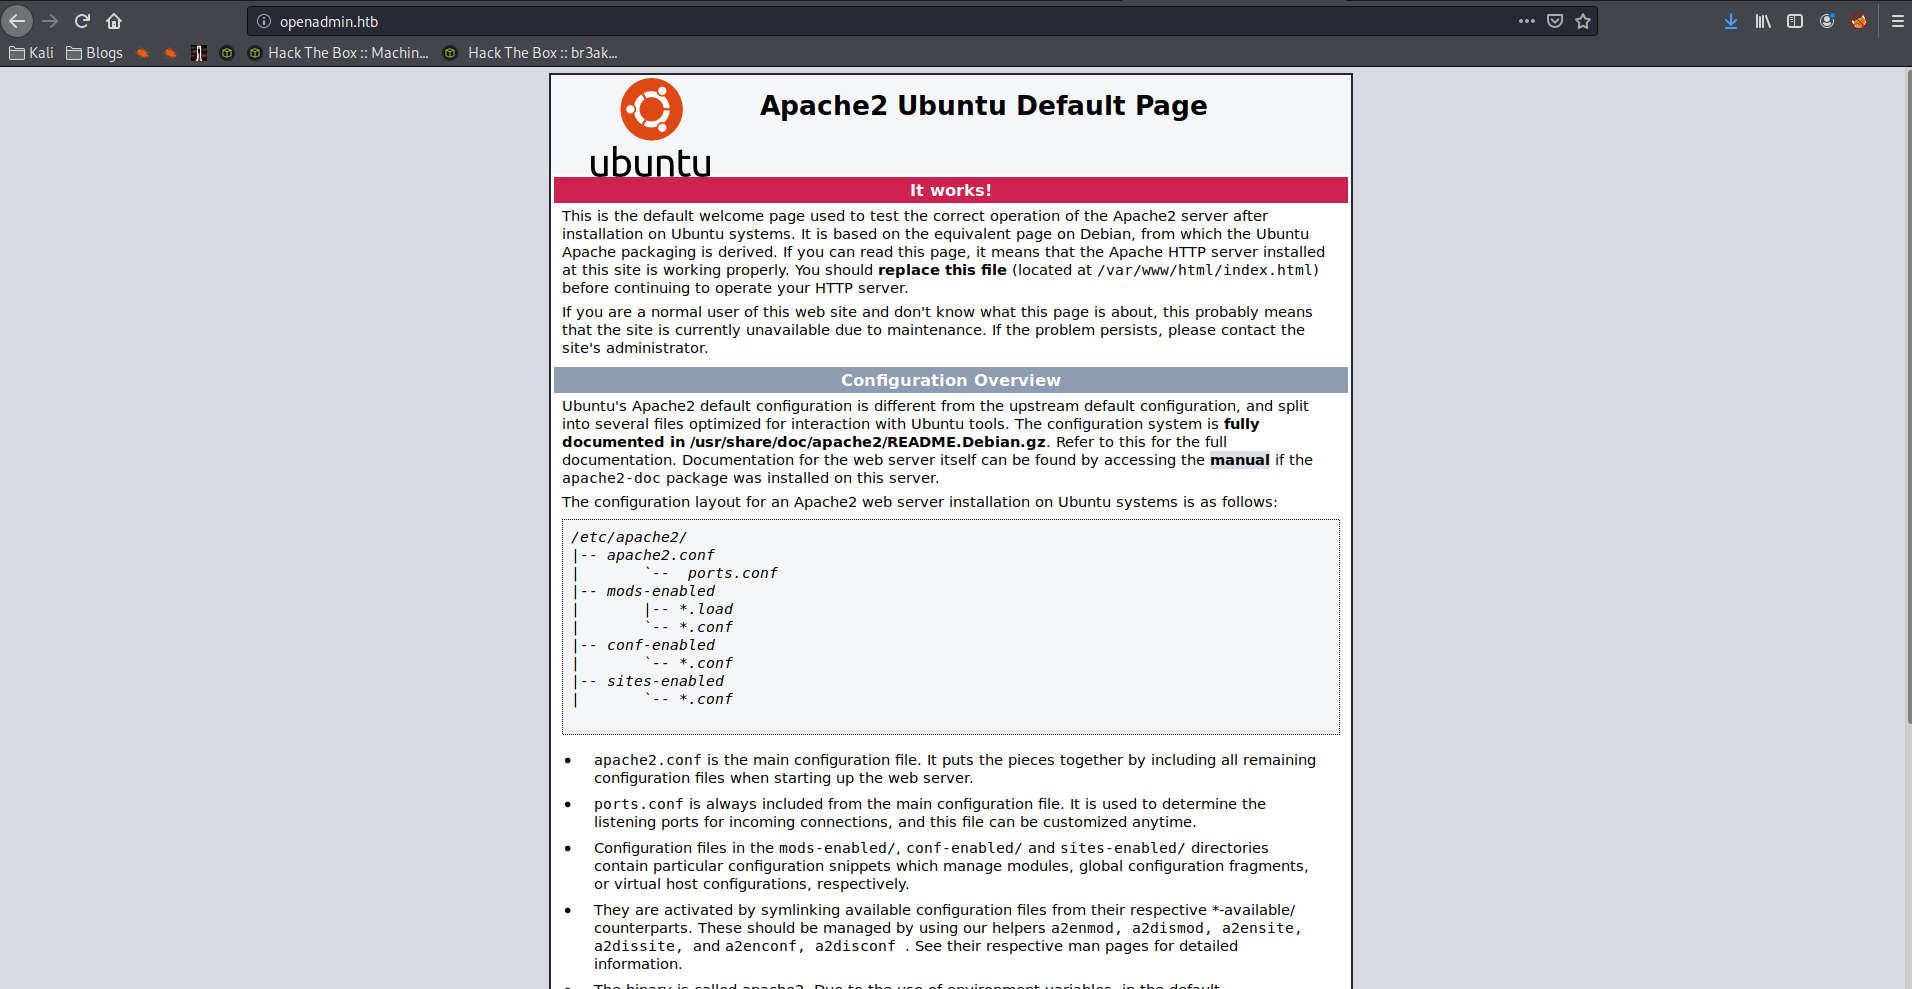 openadmin.htb
Kali Blogs Hack The Box :: Machin... Hack The Box :: br3ak...
ubuntu
Apache2 Ubuntu Default Page
It works!
This is the default welcome page used to test the correct operation of the Apache2 server after
installation on Ubuntu systems. It is based on the equivalent page on Debian, from which the Ubuntu
Apache packaging is derived. If you can read this page, it means that the Apache HTTP server installed
at this site is working properly. You should replace this file (located at /var/www/html/index.html)
before continuing to operate your HTTP server.
If you are a normal user of this web site and don't know what this page is about, this probably means
that the site is currently unavailable due to maintenance. If the problem persists, please contact the
site's administrator.
Configuration Overview
Ubuntu's Apache2 default configuration is different from the upstream default configuration, and split
into several files optimized for interaction with Ubuntu tools. The configuration system is fully
documented in /usr/share/doc/apache2/README.Debian.gz. Refer to this for the full
documentation. Documentation for the web server itself can be found by accessing the manual if the
apache2-doc package was installed on this server.
The configuration layout for an Apache2 web server installation on Ubuntu systems is as follows:
/etc/apache2/
|-- apache2.conf
|       `--  ports.conf
|-- mods-enabled
|       |-- *.load
|       `-- *.conf
|-- conf-enabled
|       `-- *.conf
|-- sites-enabled
|       `-- *.conf
• apache2.conf is the main configuration file. It puts the pieces together by including all remaining
configuration files when starting up the web server.
• ports.conf is always included from the main configuration file. It is used to determine the
listening ports for incoming connections, and this file can be customized anytime.
• Configuration files in the mods-enabled/, conf-enabled/ and sites-enabled/ directories
contain particular configuration snippets which manage modules, global configuration fragments,
or virtual host configurations, respectively.
• They are activated by symlinking available configuration files from their respective *-available/
counterparts. These should be managed by using our helpers a2enmod, a2dismod, a2ensite,
a2dissite, and a2enconf, a2disconf . See their respective man pages for detailed
information.
• The binary is called apache2. Due to the use of environment variables, in the default